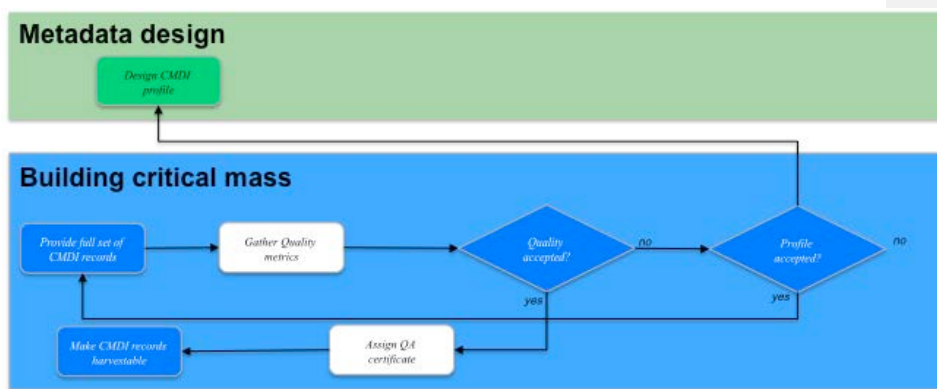 Metadata design
Design CMDI
profile
Building critical mass
Provide full set of
CMDI records
Gather Quality
metrics
Quality
accepted?
no
Profile
accepted?
no
yes
yes
Make CMDI records
harvestable
Assign QA
certificate